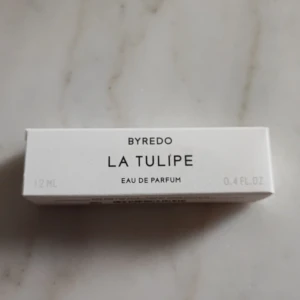 BYREDO
LA TULIPE
EAU DE PARFUM
12 ML 0.4 FL.OZ